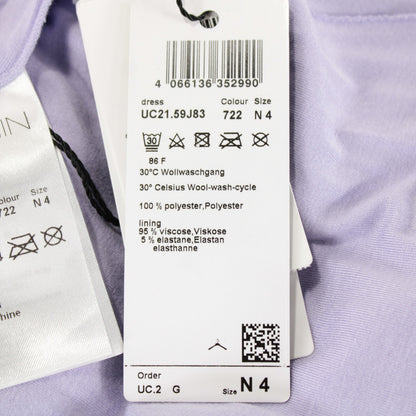 4 066136 352990
dress Colour Size
UC21.59J83 722 N 4
30
86 F
30°C Wollwaschgang
30° Celsius Wool-wash-cycle
100 % polyester,Polyester
lining
95 % viscose,Viskose
5 % elastane,Elastan
elasthanne
Order
UC.2 G Size N 4
IN
olour Size
722 N 4
hine